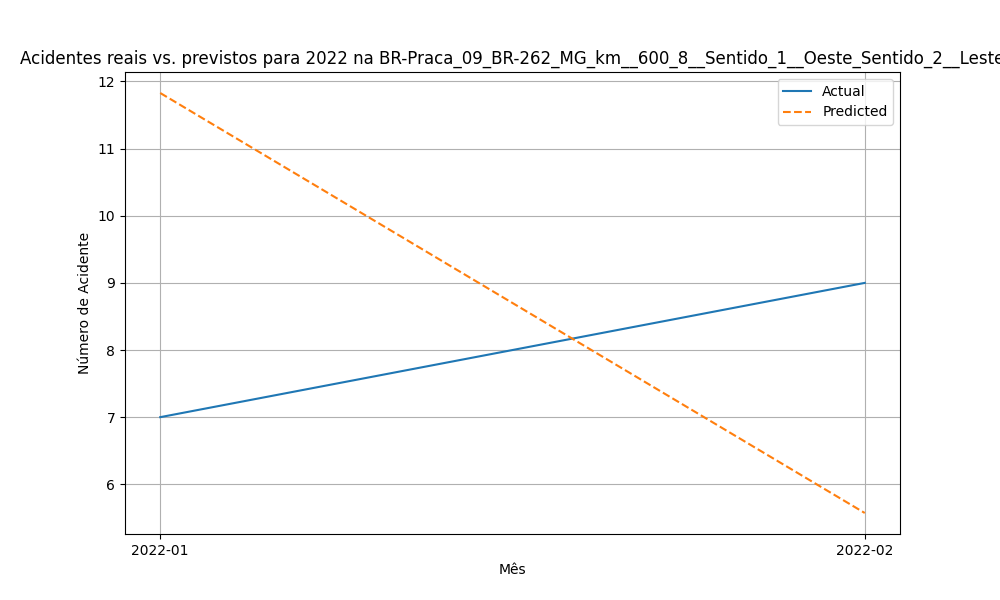 Acidentes reais vs. previstos para 2022 na BR-Praca_09_BR-262_MG_km__600_8__Sentido_1__Oeste_Sentido_2__Leste
Actual
Predicted
12
11
10
9
8
7
6
Número de Acidente
2022-01
2022-02
Mês